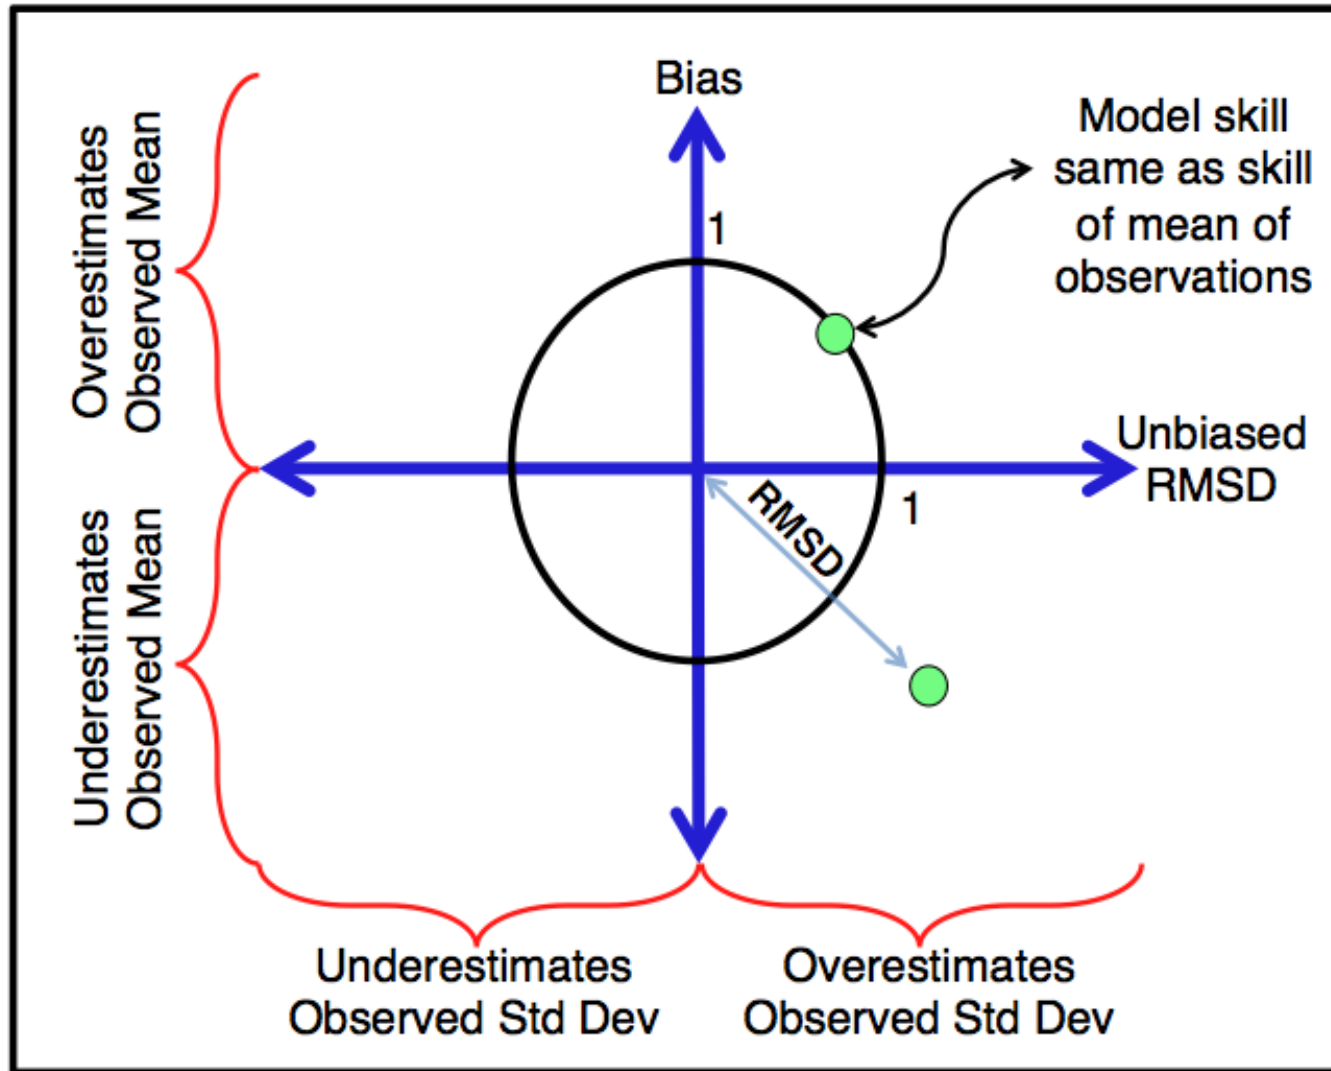 Bias
Model skill
same as skill
of mean of
observations
Overestimates
Observed Mean
1
Unbiased
RMSD
1
RMSD
Underestimates
Observed Mean
Underestimates
Observed Std Dev
Overestimates
Observed Std Dev